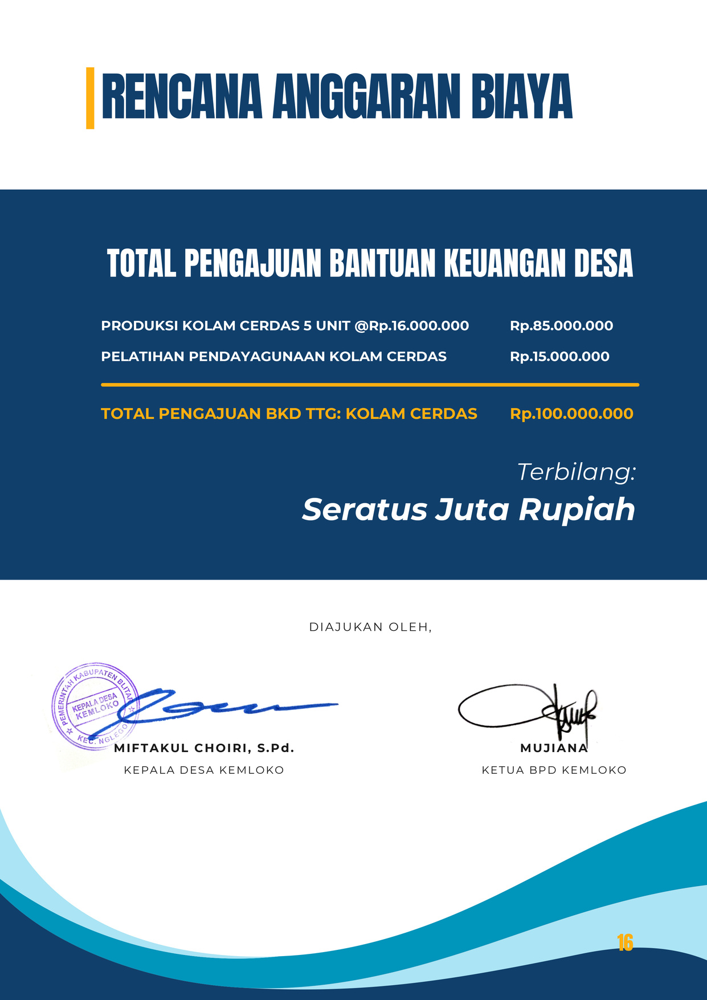 RENCANA ANGGARAN BIAYA
TOTAL PENGAJUAN BANTUAN KEUANGAN DESA
PRODUKSI KOLAM CERDAS 5 UNIT @Rp.16.000.000 Rp.85.000.000
PELATIHAN PENDAYAGUNAAN KOLAM CERDAS Rp.15.000.000
TOTAL PENGAJUAN BKD TTG: KOLAM CERDAS Rp.100.000.000
Terbilang:
Seratus Juta Rupiah
DIAJUKAN OLEH,
PEMERINTAH KABUPATEN BLITAR
KEPALA DESA
KEMLOKO
KEC. NGLEGO
MIFTAKUL CHOIRI, S.Pd.
KEPALA DESA KEMLOKO
MUJIANA
KETUA BPD KEMLOKO
16